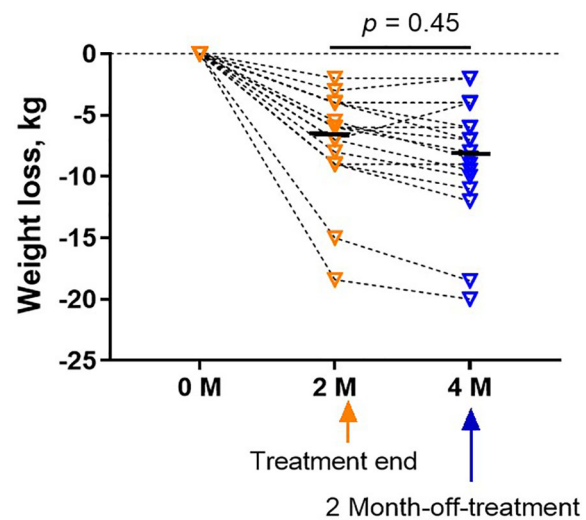 p = 0.45
Weight loss, kg
0
-5
-10
-15
-20
-25
0 M 2 M 4 M
Treatment end
2 Month-off-treatment